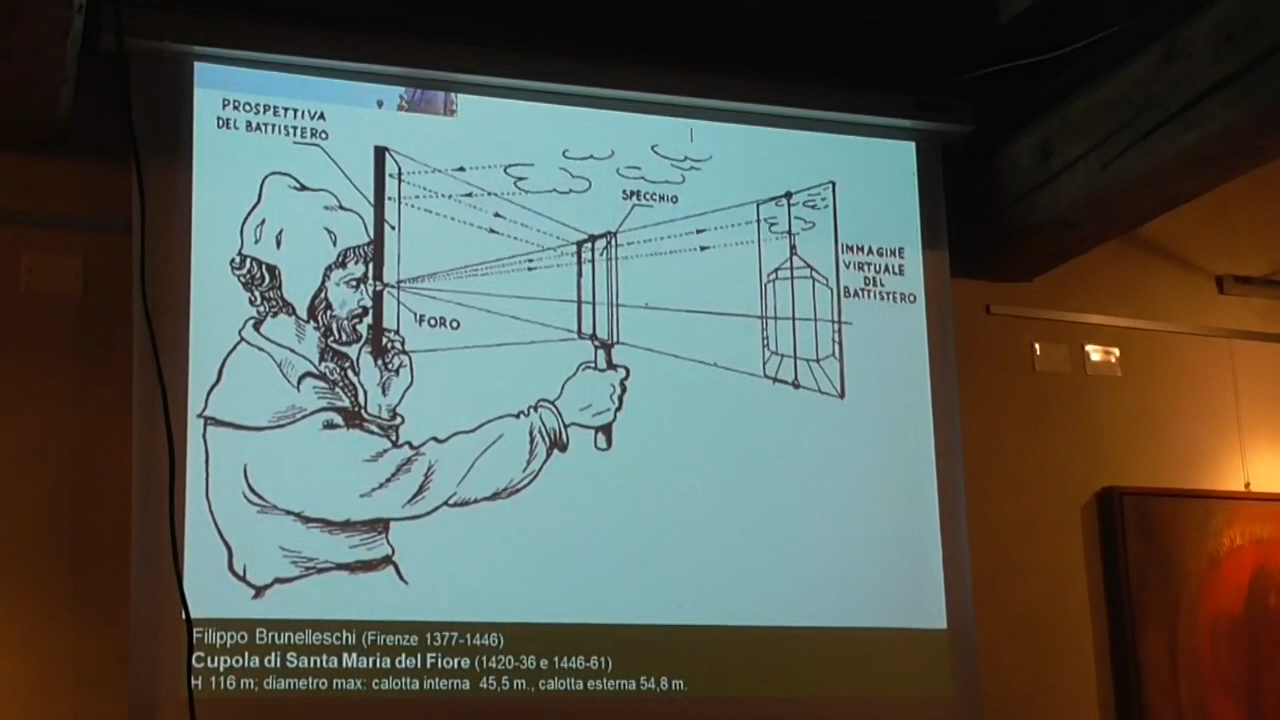 PROSPETTIVA
DEL BATTISTERO
SPECCHIO
FORO
IMMAGINE
VIRTUALE
DEL
BATTISTERO
Filippo Brunelleschi (Firenze 1377-1446)
Cupola di Santa Maria del Fiore (1420-36 e 1446-61)
H 116 m; diametro max: calotta interna 45,5 m., calotta esterna 54,8 m.